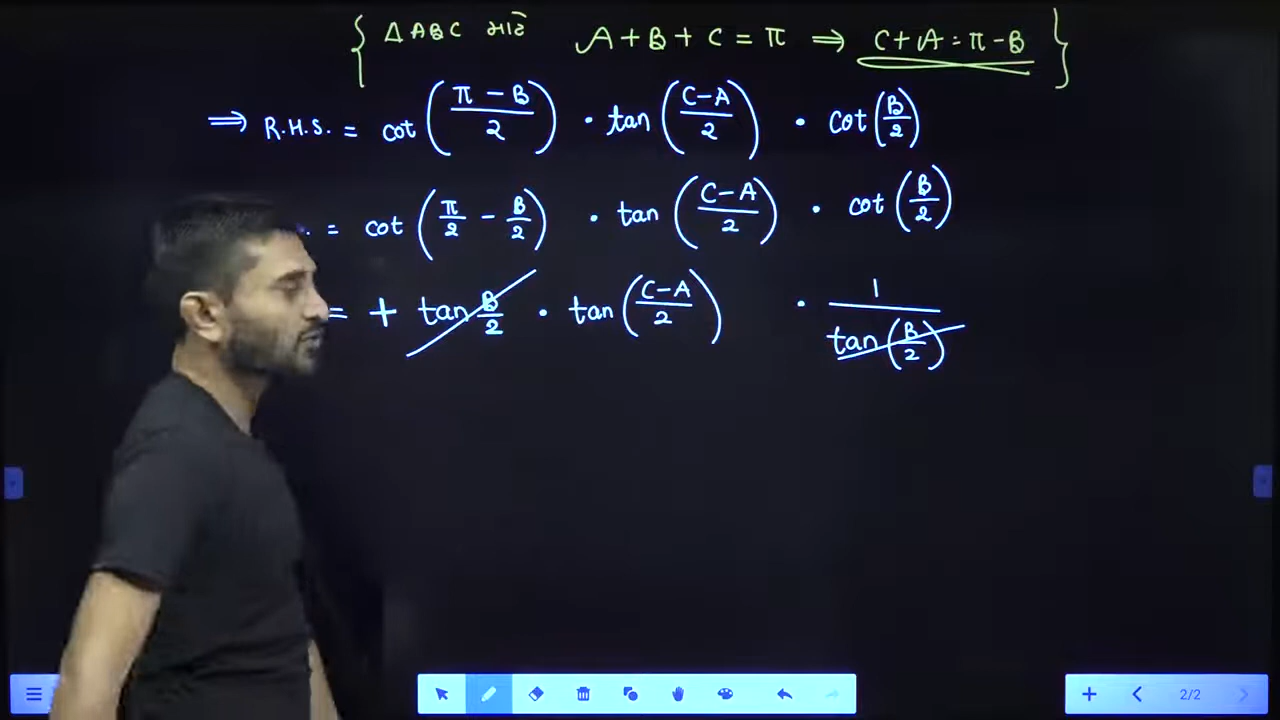 { Δ ABC માટે A + B + C = π ⇒ C + A = π - B }
⇒ R.H.S. = cot ( (π - B) / 2 ) · tan ( (C - A) / 2 ) · cot ( B / 2 )
. = cot ( π/2 - B/2 ) · tan ( (C - A) / 2 ) · cot ( B / 2 )
= + tan B/2 · tan ( (C - A) / 2 ) · 1 / tan ( B / 2 )
2/2